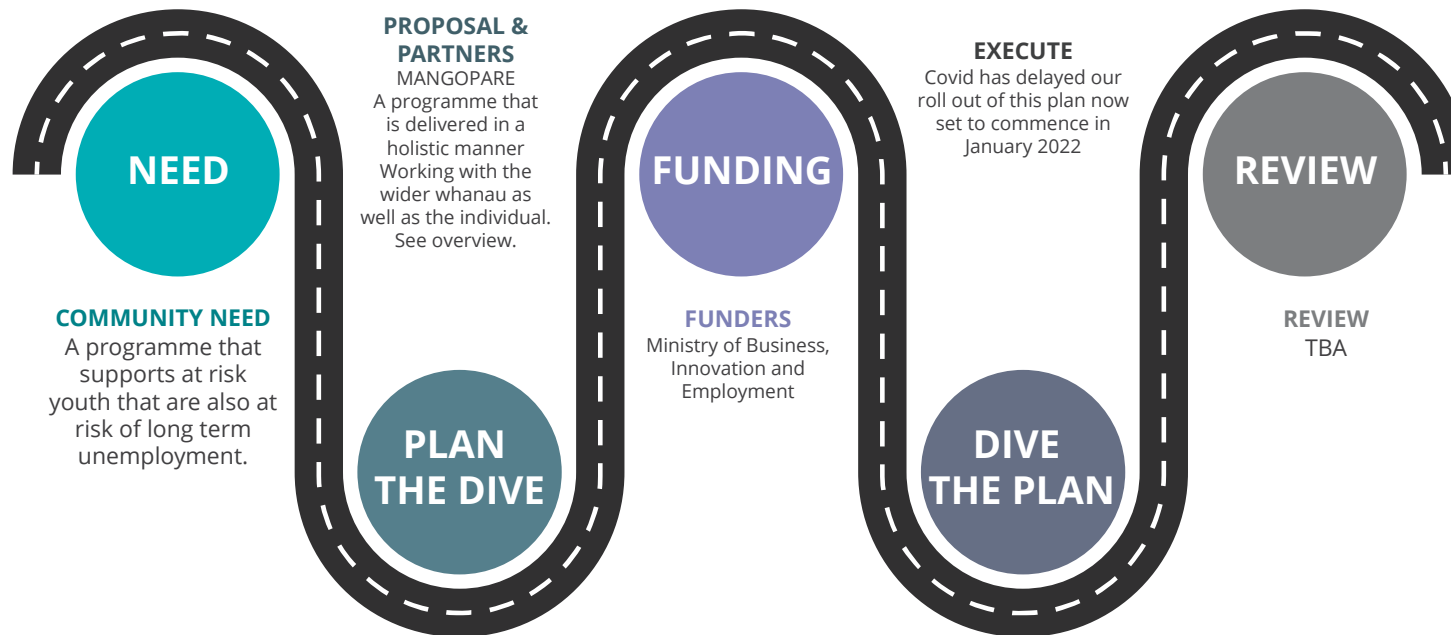 NEED
COMMUNITY NEED
A programme that
supports at risk
youth that are also at
risk of long term
unemployment.
PROPOSAL &
PARTNERS
MANGOPARE
A programme that
is delivered in a
holistic manner
Working with the
wider whanau as
well as the individual.
See overview.
PLAN
THE DIVE
FUNDING
FUNDERS
Ministry of Business,
Innovation and
Employment
EXECUTE
Covid has delayed our
roll out of this plan now
set to commence in
January 2022
DIVE
THE PLAN
REVIEW
REVIEW
TBA